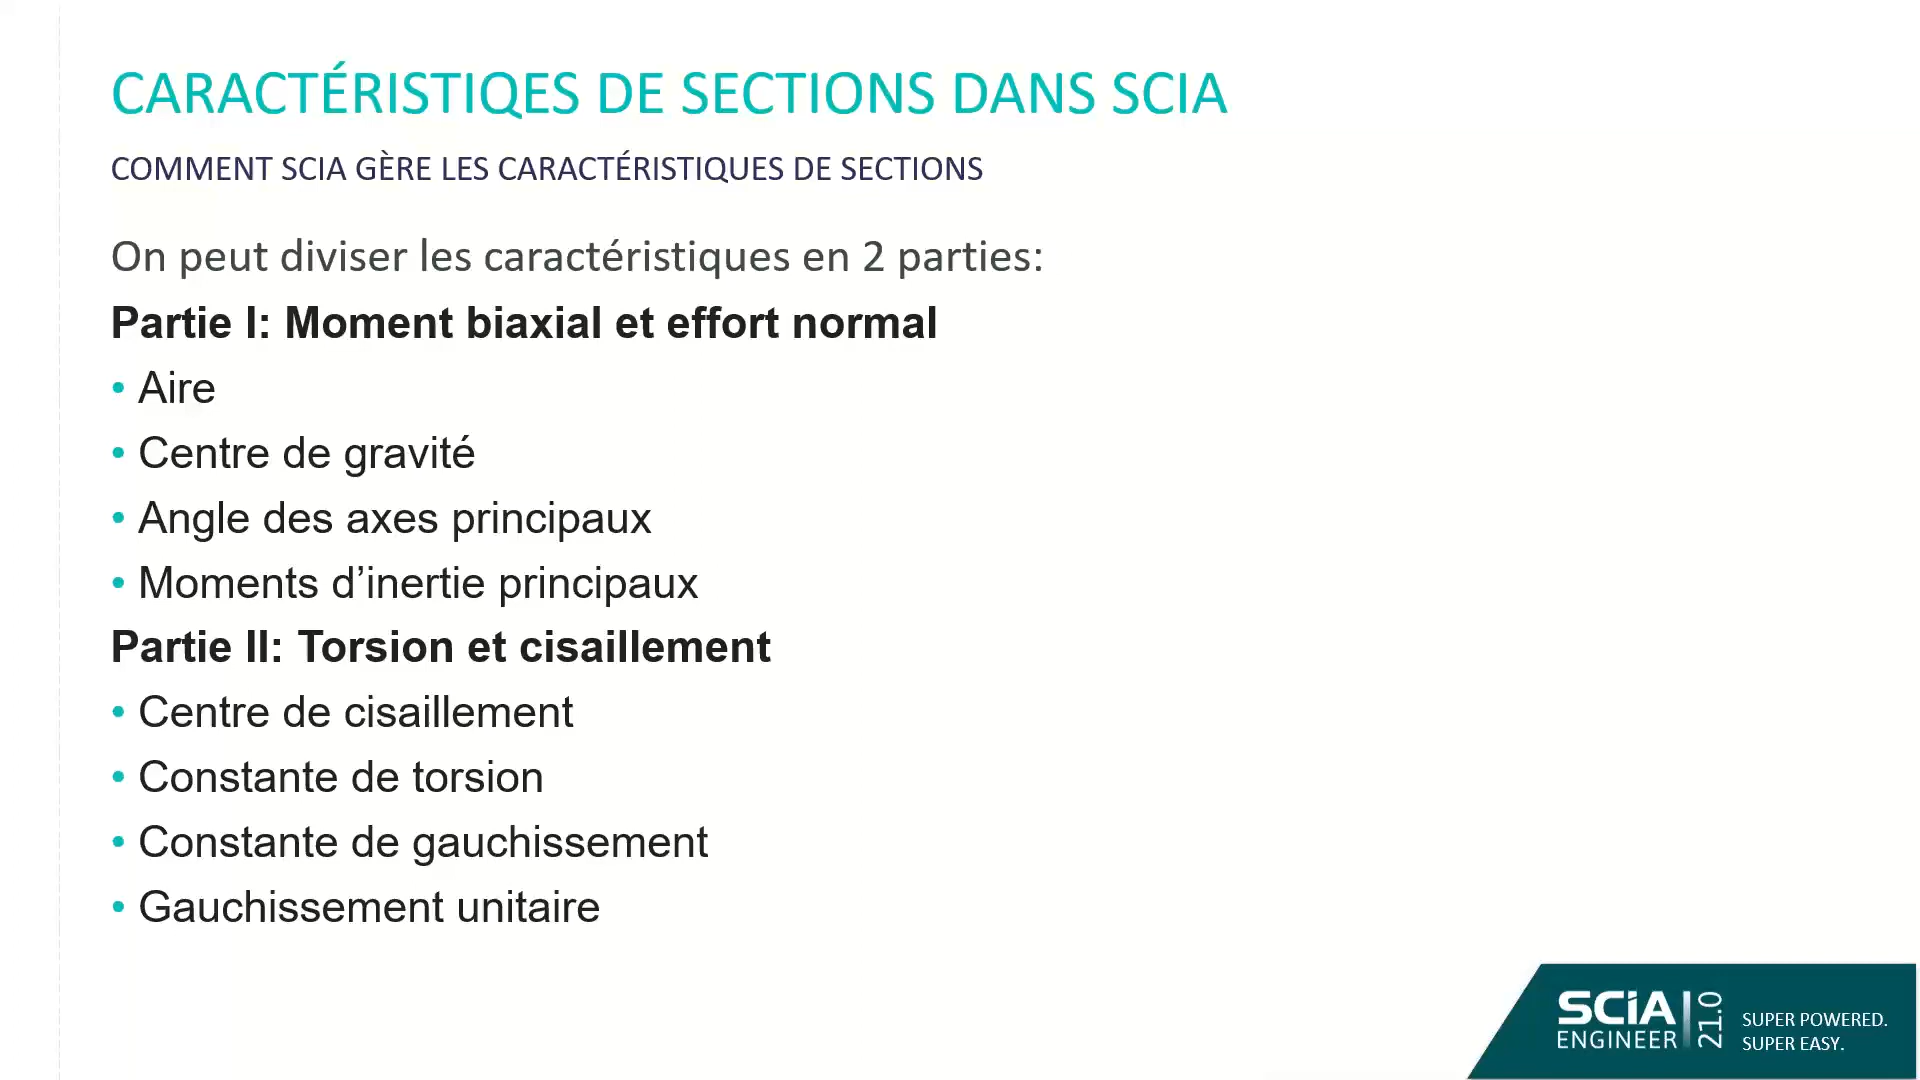 CARACTÉRISTIQES DE SECTIONS DANS SCIA
COMMENT SCIA GÈRE LES CARACTÉRISTIQUES DE SECTIONS
On peut diviser les caractéristiques en 2 parties:
Partie I: Moment biaxial et effort normal
• Aire
• Centre de gravité
• Angle des axes principaux
• Moments d’inertie principaux
Partie II: Torsion et cisaillement
• Centre de cisaillement
• Constante de torsion
• Constante de gauchissement
• Gauchissement unitaire
SCIA
ENGINEER
21.0
SUPER POWERED.
SUPER EASY.